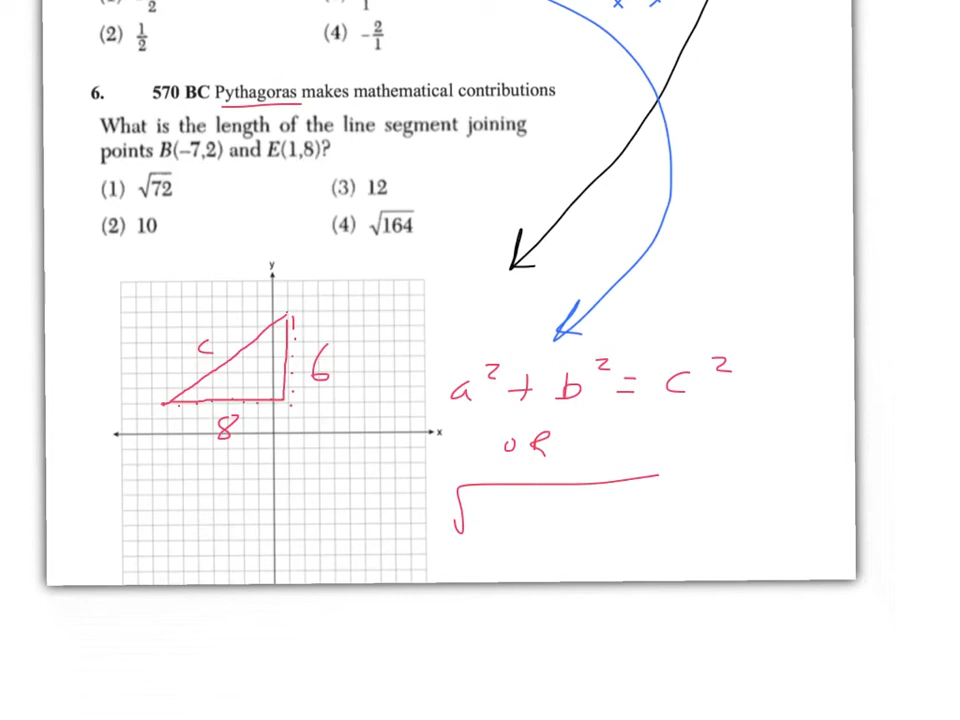 2
1
(2) 1/2
(4) -2/1
6. 570 BC Pythagoras makes mathematical contributions
What is the length of the line segment joining
points B(–7,2) and E(1,8)?
(1) √72
(3) 12
(2) 10
(4) √164
y
c
6
8
x
a² + b² = c²
OR
√